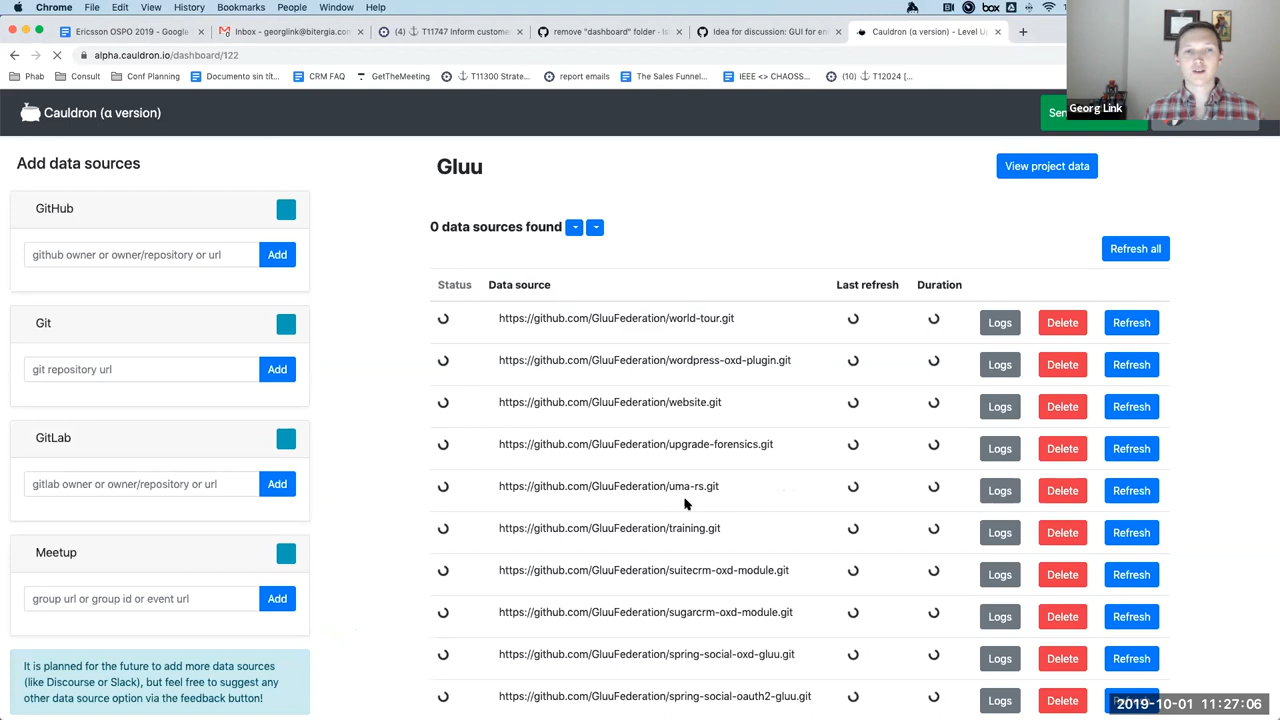 Chrome File Edit View History Bookmarks People Window Help
Ericsson OSPO 2019 - Google
Inbox - georglink@bitergia.com
(4) T11747 Inform custome
remove "dashboard" folder - Is
Idea for discussion: GUI for en
Cauldron (α version) - Level U
alpha.cauldron.io/dashboard/122
Phab Consult Conf Planning Documento sin tít... CRM FAQ GetTheMeeting T11300 Strate... report emails The Sales Funnel... IEEE <> CHAOSS... (10) T12024 [...
Georg Link
Cauldron (α version)
Sen
Add data sources
GitHub
github owner or owner/repository or url Add
Git
git repository url Add
GitLab
gitlab owner or owner/repository or url Add
Meetup
group url or group id or event url Add
It is planned for the future to add more data sources
(like Discourse or Slack), but feel free to suggest any
other data source option via the feedback button!
Gluu
View project data
0 data sources found
Refresh all
Status Data source Last refresh Duration
https://github.com/GluuFederation/world-tour.git Logs Delete Refresh
https://github.com/GluuFederation/wordpress-oxd-plugin.git Logs Delete Refresh
https://github.com/GluuFederation/website.git Logs Delete Refresh
https://github.com/GluuFederation/upgrade-forensics.git Logs Delete Refresh
https://github.com/GluuFederation/uma-rs.git Logs Delete Refresh
https://github.com/GluuFederation/training.git Logs Delete Refresh
https://github.com/GluuFederation/suitecrm-oxd-module.git Logs Delete Refresh
https://github.com/GluuFederation/sugarcrm-oxd-module.git Logs Delete Refresh
https://github.com/GluuFederation/spring-social-oxd-gluu.git Logs Delete Refresh
https://github.com/GluuFederation/spring-social-oauth2-gluu.git Logs Delete
2019-10-01 11:27:06